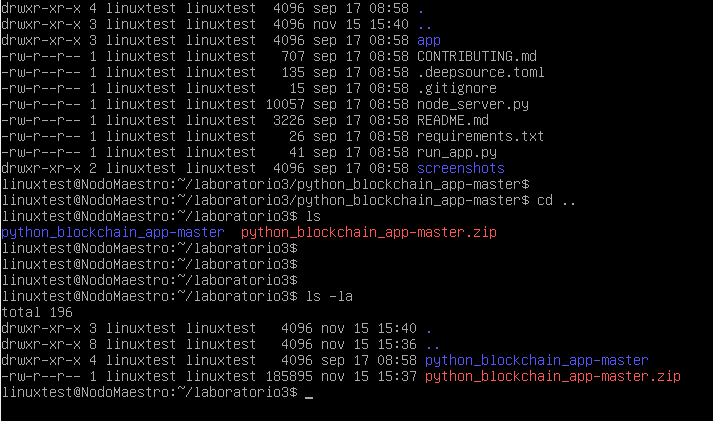 drwxr-xr-x 4 linuxtest linuxtest  4096 sep 17 08:58 .
drwxr-xr-x 3 linuxtest linuxtest  4096 nov 15 15:40 ..
drwxr-xr-x 3 linuxtest linuxtest  4096 sep 17 08:58 app
-rw-r--r-- 1 linuxtest linuxtest   707 sep 17 08:58 CONTRIBUTING.md
-rw-r--r-- 1 linuxtest linuxtest   135 sep 17 08:58 .deepsource.toml
-rw-r--r-- 1 linuxtest linuxtest    15 sep 17 08:58 .gitignore
-rw-r--r-- 1 linuxtest linuxtest 10057 sep 17 08:58 node_server.py
-rw-r--r-- 1 linuxtest linuxtest  3226 sep 17 08:58 README.md
-rw-r--r-- 1 linuxtest linuxtest    26 sep 17 08:58 requirements.txt
-rw-r--r-- 1 linuxtest linuxtest    41 sep 17 08:58 run_app.py
drwxr-xr-x 2 linuxtest linuxtest  4096 sep 17 08:58 screenshots
linuxtest@NodoMaestro:~/laboratorio3/python_blockchain_app-master$
linuxtest@NodoMaestro:~/laboratorio3/python_blockchain_app-master$ cd ..
linuxtest@NodoMaestro:~/laboratorio3$ ls
python_blockchain_app-master  python_blockchain_app-master.zip
linuxtest@NodoMaestro:~/laboratorio3$
linuxtest@NodoMaestro:~/laboratorio3$
linuxtest@NodoMaestro:~/laboratorio3$
linuxtest@NodoMaestro:~/laboratorio3$ ls -la
total 196
drwxr-xr-x 3 linuxtest linuxtest   4096 nov 15 15:40 .
drwxr-xr-x 8 linuxtest linuxtest   4096 nov 15 15:36 ..
drwxr-xr-x 4 linuxtest linuxtest   4096 sep 17 08:58 python_blockchain_app-master
-rw-r--r-- 1 linuxtest linuxtest 185895 nov 15 15:37 python_blockchain_app-master.zip
linuxtest@NodoMaestro:~/laboratorio3$ _